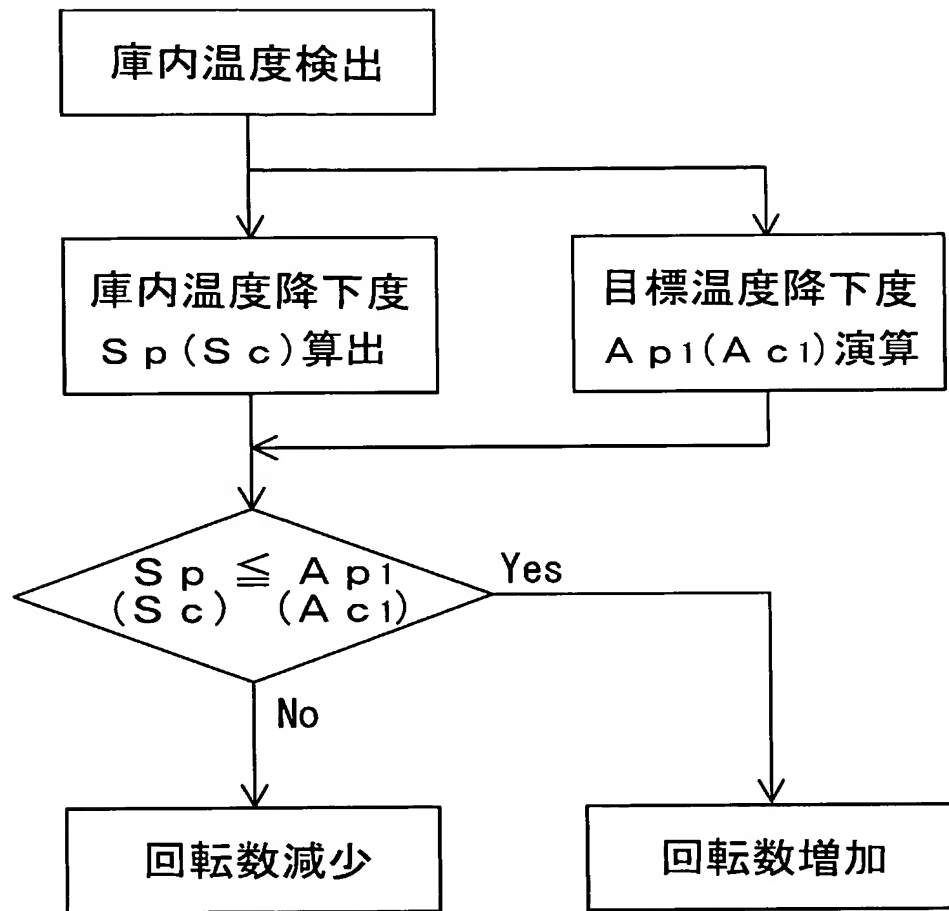 庫内温度検出
庫内温度降下度
Sp(Sc)算出
目標温度降下度
Ap1(Ac1)演算
Sp ≦ Ap1
(Sc) (Ac1)
Yes
No
回転数減少
回転数増加